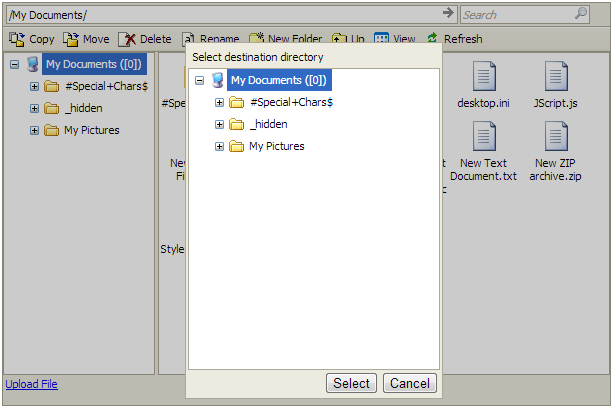 /My Documents/
Search
Copy Move Delete Rename New Folder Up View Refresh
My Documents ([0])
#Special+Chars$
_hidden
My Pictures
Select destination directory
My Documents ([0])
#Special+Chars$
_hidden
My Pictures
Select Cancel
#Spe
desktop.ini
JScript.js
New Text
Document.txt
New ZIP
archive.zip
Style
Upload File